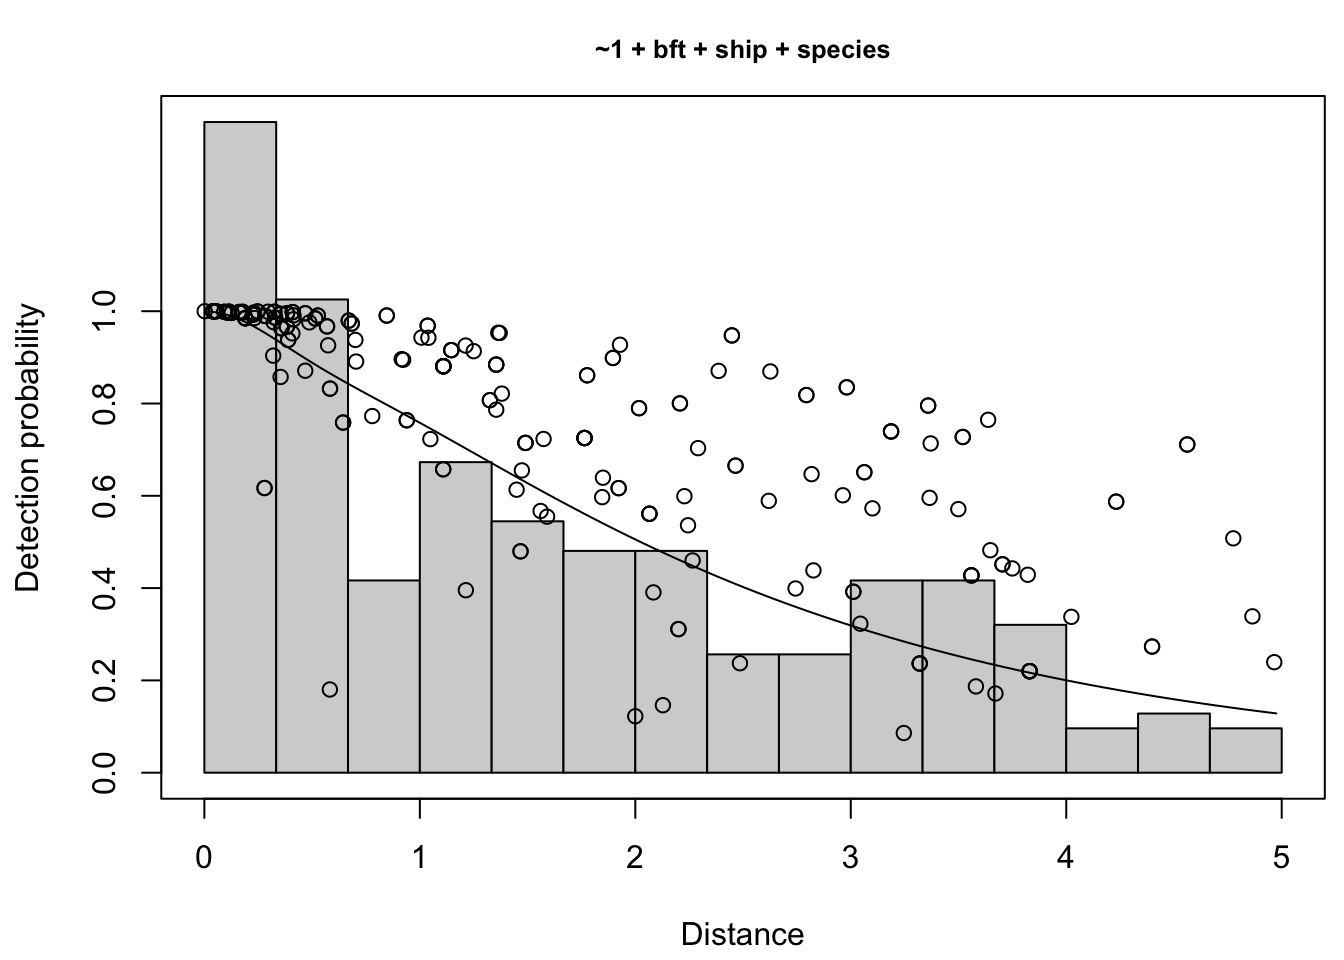 ~1 + bft + ship + species
Detection probability
1.0
0.8
0.6
0.4
0.2
0.0
0 1 2 3 4 5
Distance